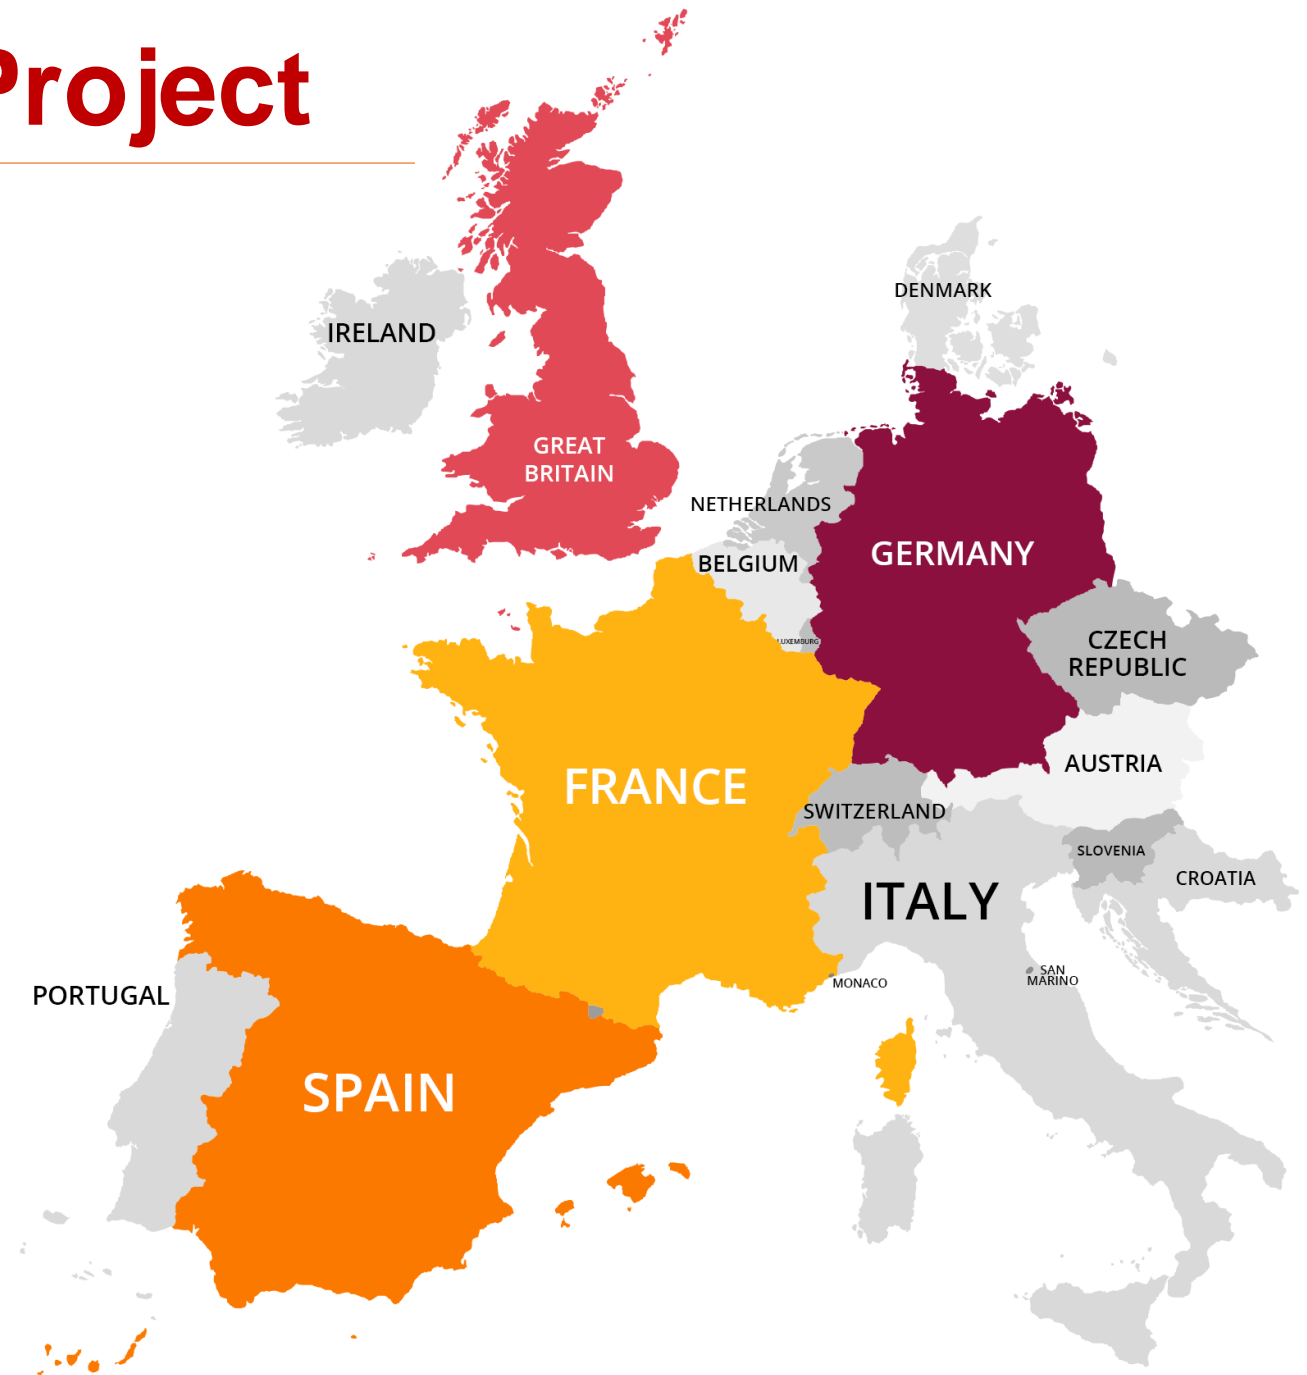 Project
DENMARK
IRELAND
GREAT
BRITAIN
NETHERLANDS
GERMANY
BELGIUM
LUXEMBURG
CZECH
REPUBLIC
AUSTRIA
FRANCE
SWITZERLAND
SLOVENIA
CROATIA
ITALY
SAN
MARINO
MONACO
PORTUGAL
SPAIN